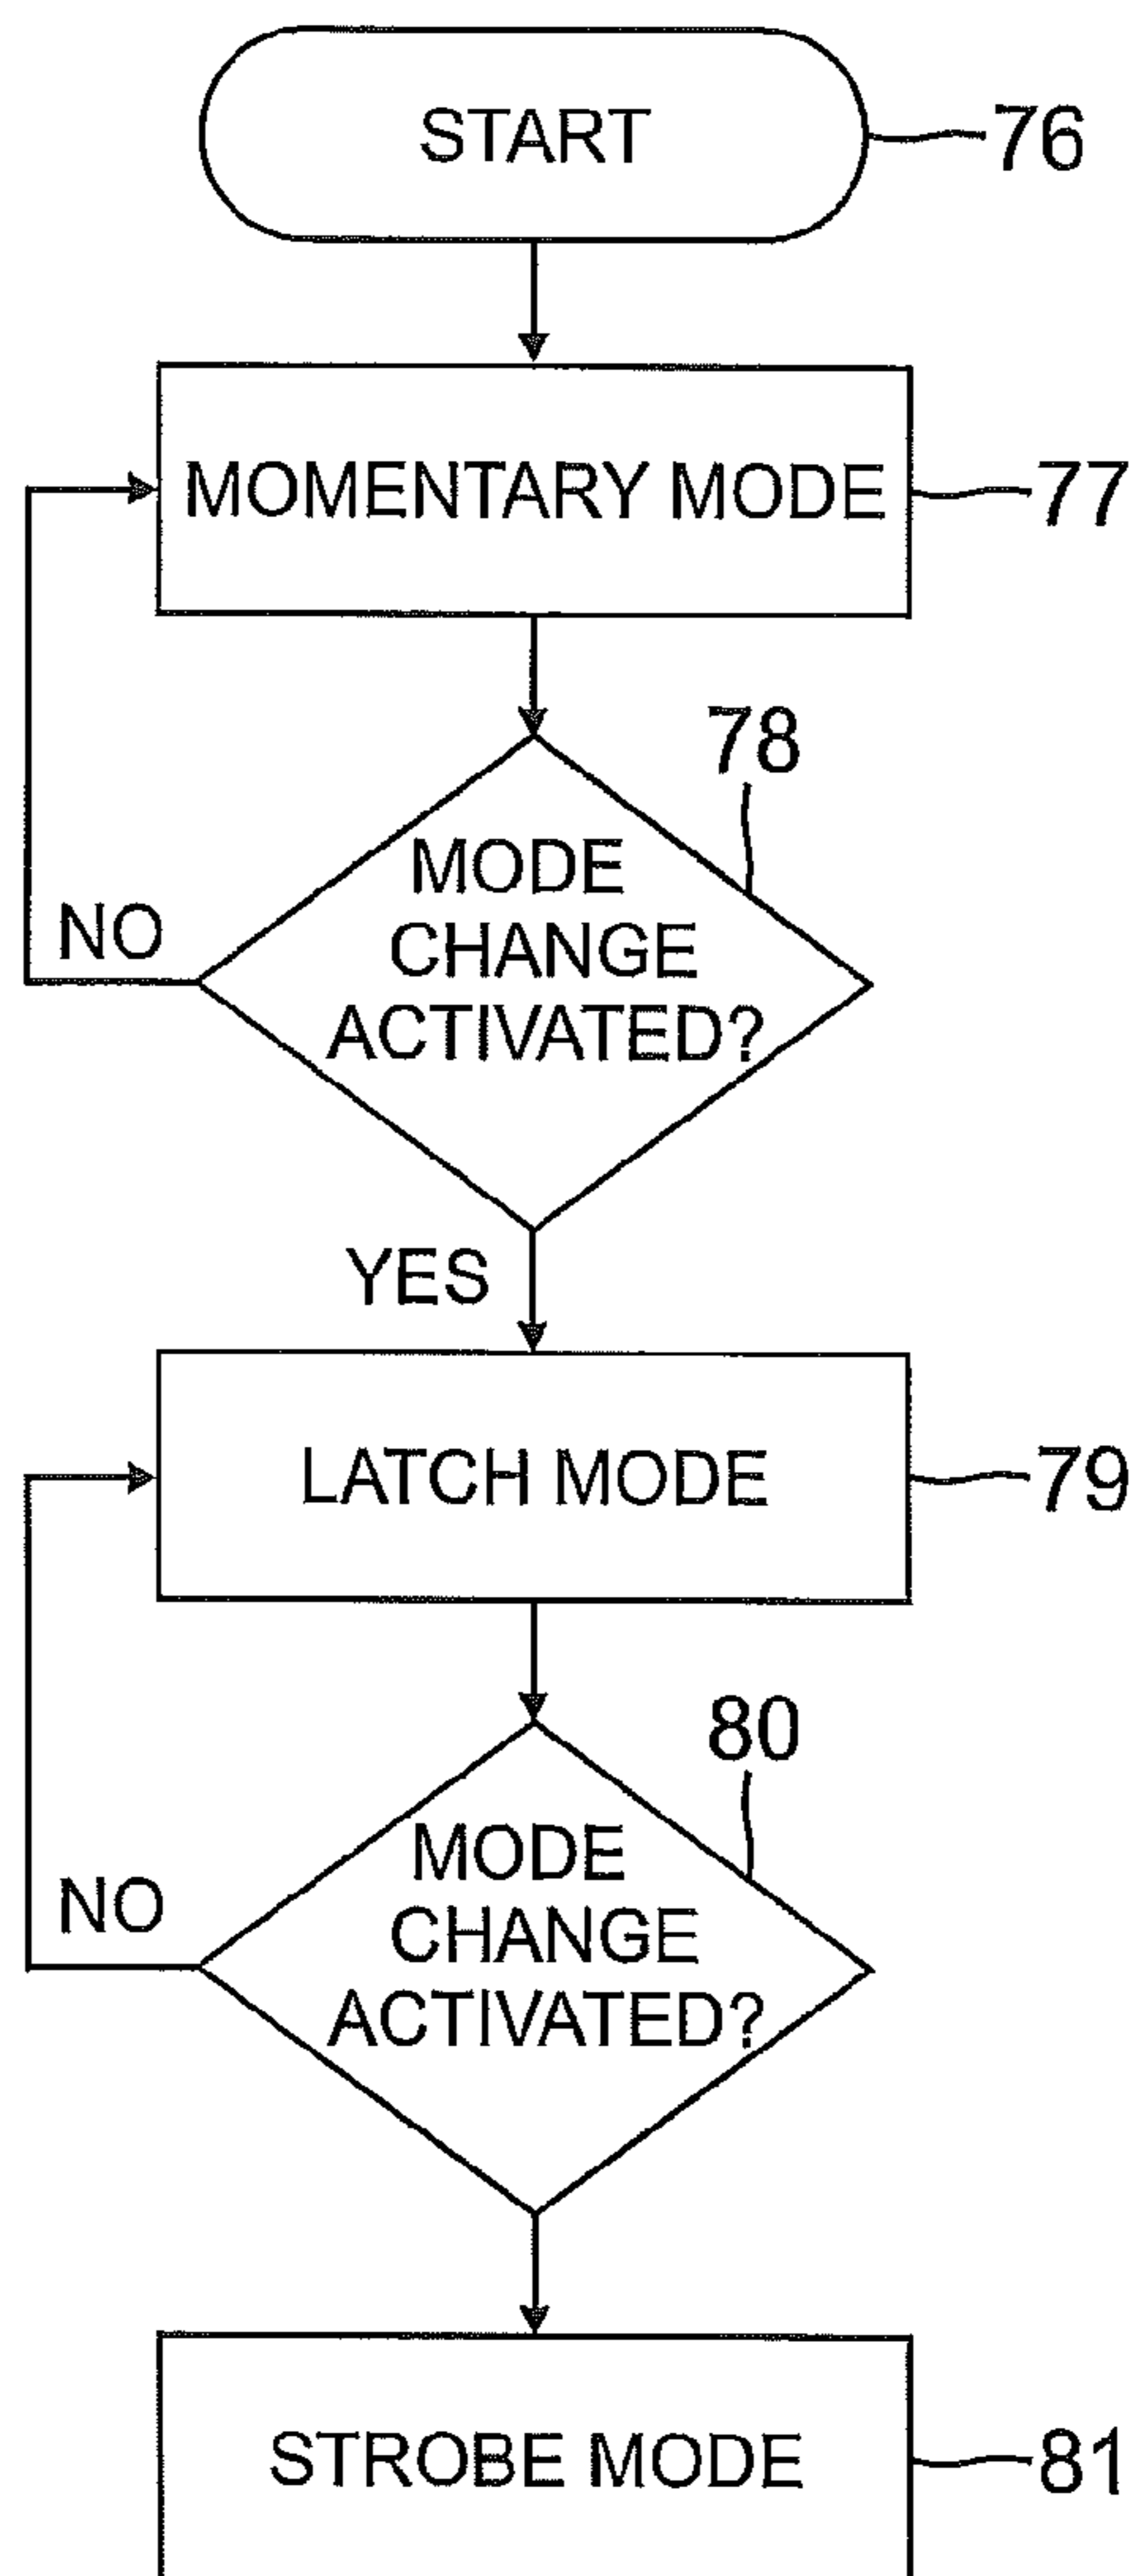 START
76
MOMENTARY MODE
77
78
MODE
CHANGE
ACTIVATED?
NO
YES
LATCH MODE
79
80
MODE
CHANGE
ACTIVATED?
NO
STROBE MODE
81